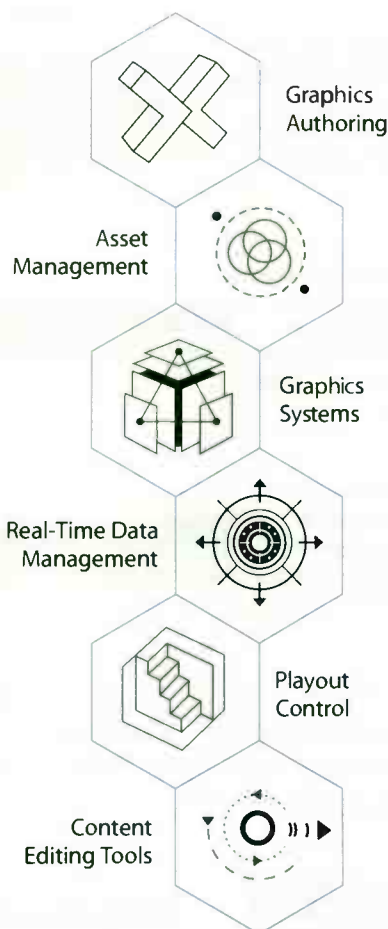 Graphics
Authoring
Asset
Management
Graphics
Systems
Real-Time Data
Management
Playout
Control
Content
Editing Tools